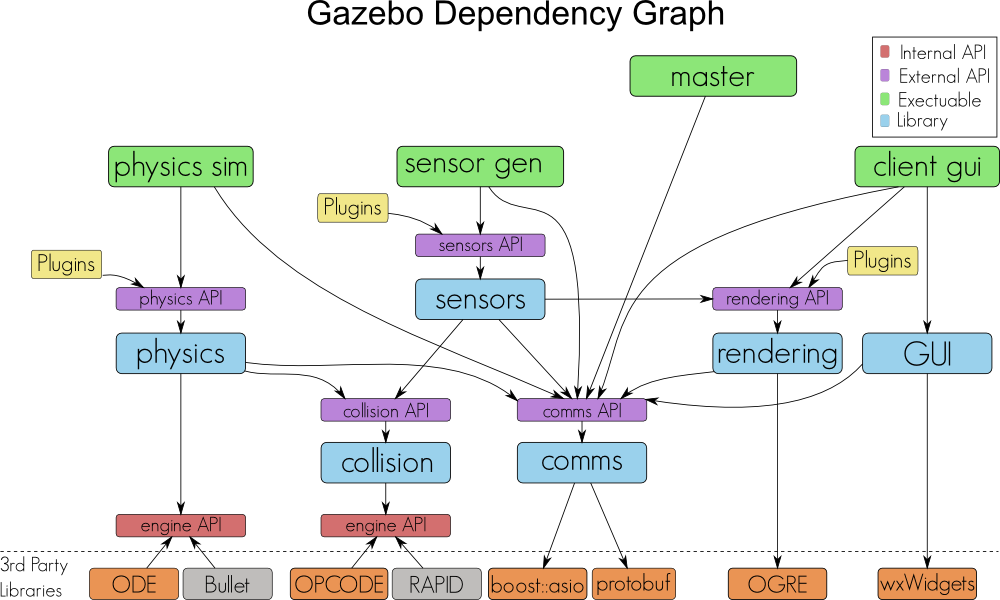 Gazebo Dependency Graph
Internal API
External API
Exectuable
Library
master
physics sim
sensor gen
client gui
Plugins
sensors API
Plugins
Plugins
physics API
sensors
rendering API
physics
rendering
GUI
collision API
comms API
collision
comms
engine API
engine API
3rd Party
Libraries
ODE
Bullet
OPCODE
RAPID
boost::asio
protobuf
OGRE
wxWidgets